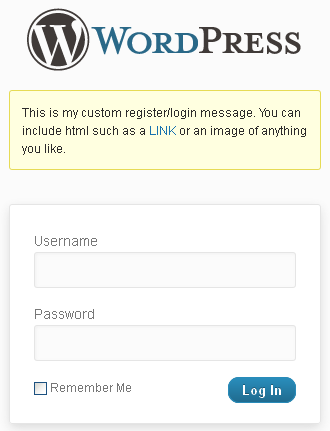 WORDPRESS
This is my custom register/login message. You can
include html such as a LINK or an image of anything
you like.
Username
Password
Remember Me
Log In